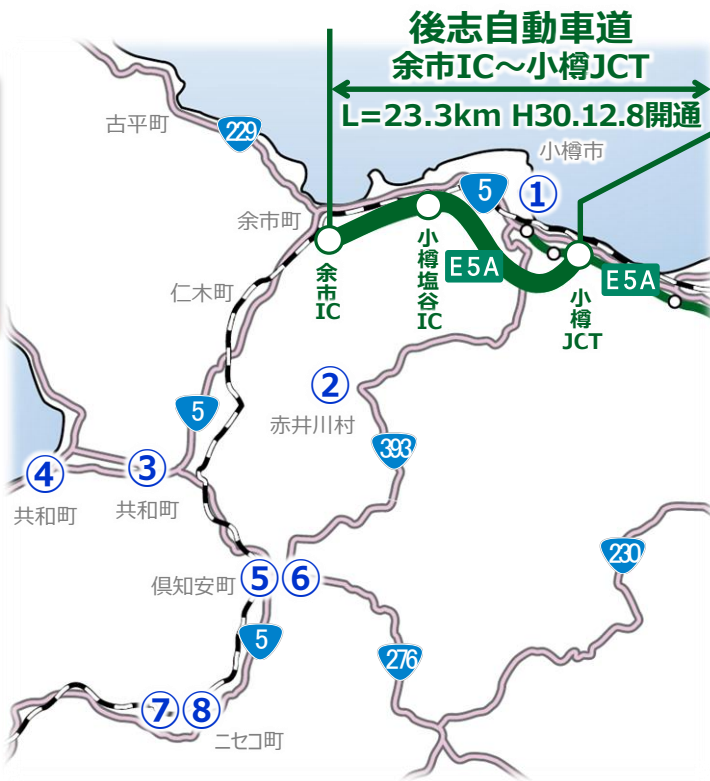 後志自動車道
余市IC～小樽JCT
L=23.3km H30.12.8開通
古平町
229
小樽市
5
①
余市町
余市IC
小樽塩谷IC
E5A
小樽JCT
E5A
仁木町
②
赤井川村
5
393
④
③
共和町
共和町
230
倶知安町
⑤
⑥
5
276
⑦
⑧
ニセコ町